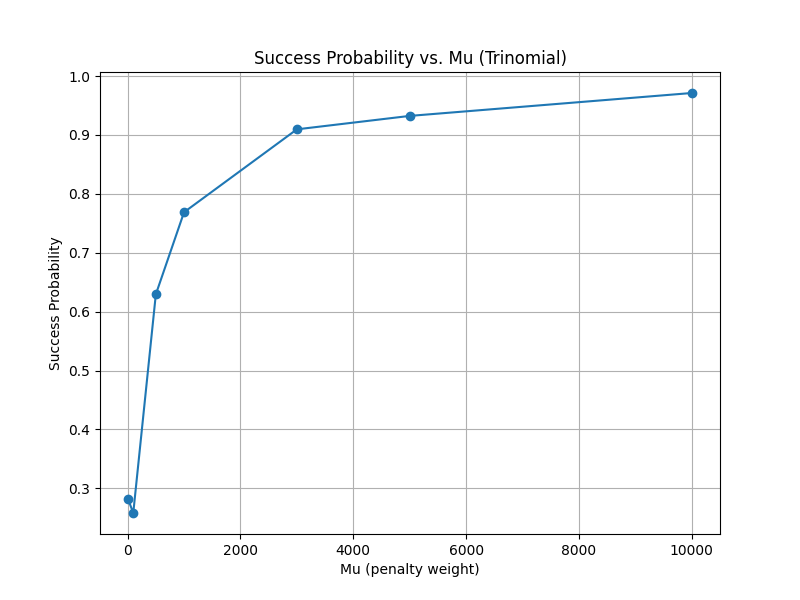 Success Probability vs. Mu (Trinomial)
1.0
0.9
0.8
0.7
0.6
0.5
0.4
0.3
Success Probability
0 2000 4000 6000 8000 10000
Mu (penalty weight)